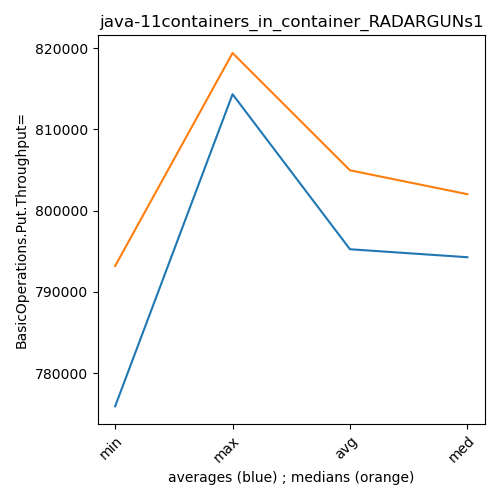 java-11containers_in_container_RADARGUNs1
BasicOperations.Put.Throughput=
820000
810000
800000
790000
780000
min
max
avg
med
averages (blue) ; medians (orange)